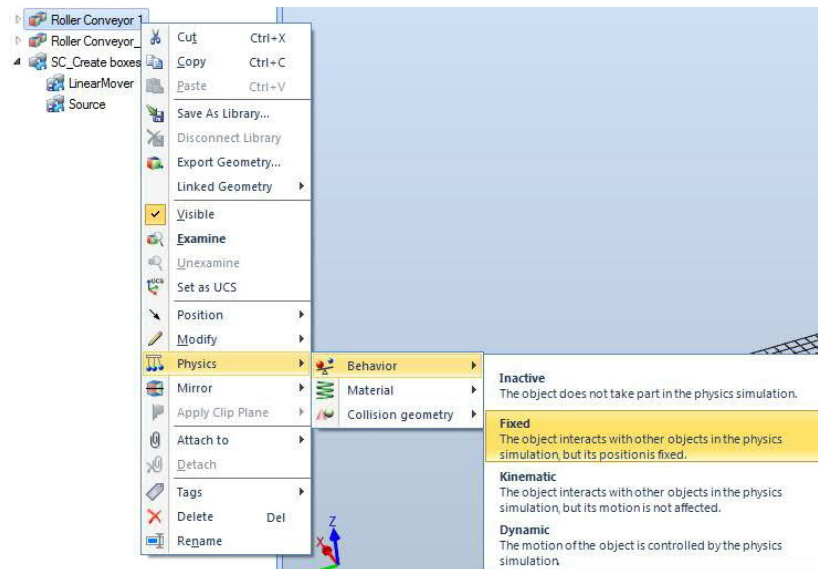 Roller Conveyor 1
Roller Conveyor_
SC_Create boxes
LinearMover
Source
Cut Ctrl+X
Copy Ctrl+C
Paste Ctrl+V
Save As Library...
Disconnect Library
Export Geometry...
Linked Geometry
Visible
Examine
Unexamine
Set as UCS
Position
Modify
Physics
Mirror
Apply Clip Plane
Attach to
Detach
Tags
Delete Del
Rename
Behavior
Material
Collision geometry
Inactive
The object does not take part in the physics simulation.
Fixed
The object interacts with other objects in the physics
simulation, but its position is fixed.
Kinematic
The object interacts with other objects in the physics
simulation, but its motion is not affected.
Dynamic
The motion of the object is controlled by the physics
simulation.
Z
X